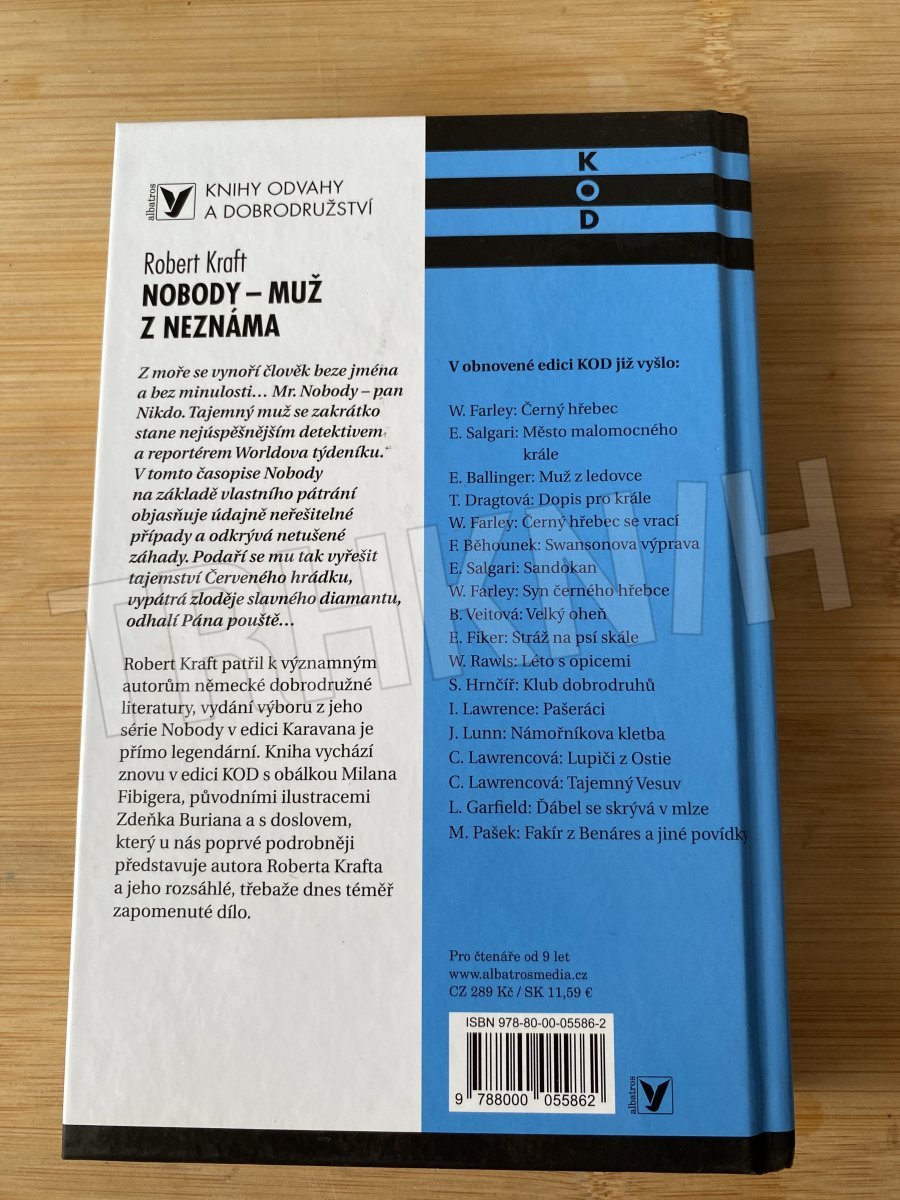 albatros
KNIHY ODVAHY
A DOBRODRUŽSTVÍ
Robert Kraft
NOBODY – MUŽ
Z NEZNÁMA
Z moře se vynoří člověk beze jména
a bez minulosti... Mr. Nobody – pan
Nikdo. Tajemný muž se zakrátko
stane nejúspěšnějším detektivem
a reportérem Worldova týdeníku.
V tomto časopise Nobody
na základě vlastního pátrání
objasňuje údajně neřešitelné
případy a odkrývá netušené
záhady. Podaří se mu tak vyřešit
tajemství Červeného hrádku,
vypátrá zloděje slavného diamantu,
odhalí Pána pouště...
Robert Kraft patřil k významným
autorům německé dobrodružné
literatury, vydání výboru z jeho
série Nobody v edici Karavana je
přímo legendární. Kniha vychází
znovu v edici KOD s obálkou Milana
Fibigera, původními ilustracemi
Zdeňka Buriana a s doslovem,
který u nás poprvé podrobněji
představuje autora Roberta Krafta
a jeho rozsáhlé, třebaže dnes téměř
zapomenuté dílo.
K
O
D
V obnovené edici KOD již vyšlo:
W. Farley: Černý hřebec
E. Salgari: Město malomocného
krále
E. Ballinger: Muž z ledovce
T. Dragtová: Dopis pro krále
W. Farley: Černý hřebec se vrací
F. Běhounek: Swansonova výprava
E. Salgari: Sandokan
W. Farley: Syn černého hřebce
B. Veitová: Velký oheň
E. Fiker: Stráž na psí skále
W. Rawls: Léto s opicemi
S. Hrnčíř: Klub dobrodruhů
I. Lawrence: Pašeráci
J. Lunn: Námořníkova kletba
C. Lawrencová: Lupiči z Ostie
C. Lawrencová: Tajemný Vesuv
L. Garfield: Ďábel se skrývá v mlze
M. Pašek: Fakír z Benáres a jiné povídky
Pro čtenáře od 9 let
www.albatrosmedia.cz
CZ 289 Kč / SK 11,59 €
ISBN 978-80-00-05586-2
9 788000 055862
albatros
TRHKNIH